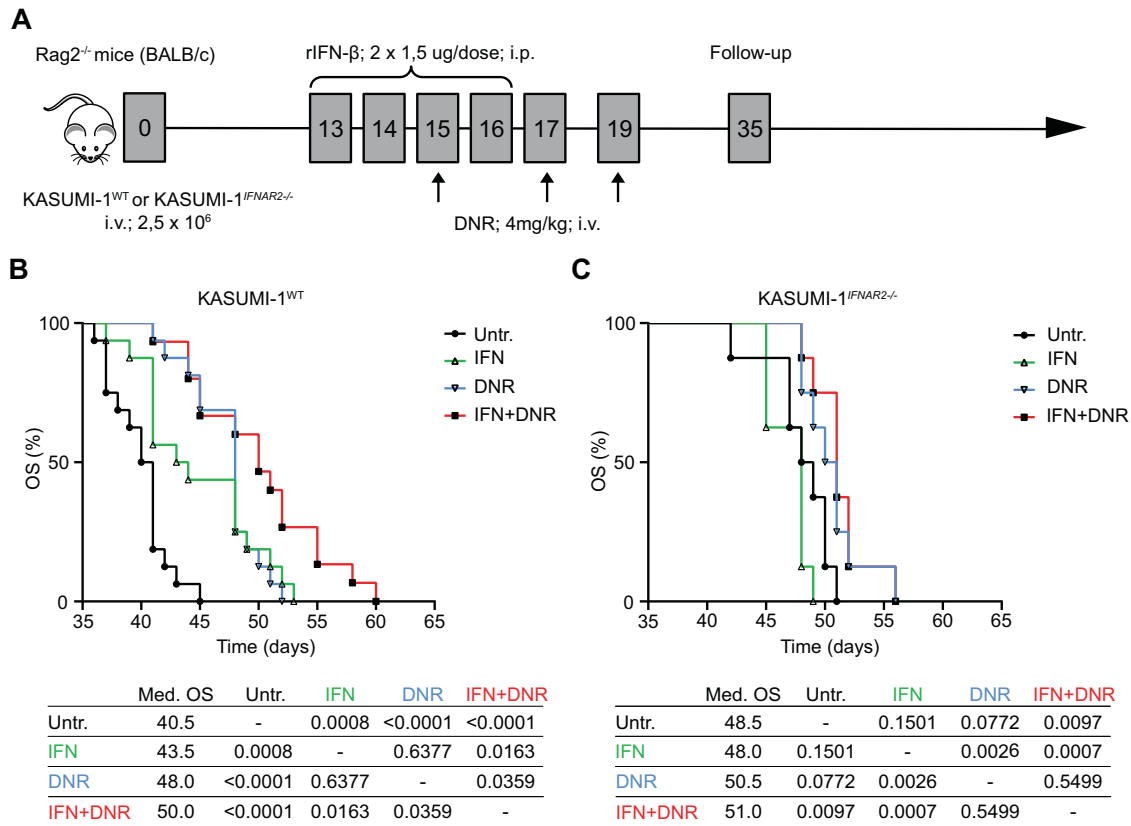 A
Rag2-/- mice (BALB/c)
rIFN-β; 2 x 1,5 ug/dose; i.p.
Follow-up
0
13
14
15
16
17
19
35
KASUMI-1WT or KASUMI-1IFNAR2-/-
i.v.; 2,5 x 10⁶
DNR; 4mg/kg; i.v.
B
KASUMI-1WT
100
50
0
OS (%)
35 40 45 50 55 60 65
Time (days)
Untr.
IFN
DNR
IFN+DNR
Med. OS Untr. IFN DNR IFN+DNR
Untr. 40.5 - 0.0008 <0.0001 <0.0001
IFN 43.5 0.0008 - 0.6377 0.0163
DNR 48.0 <0.0001 0.6377 - 0.0359
IFN+DNR 50.0 <0.0001 0.0163 0.0359 -
C
KASUMI-1IFNAR2-/-
100
50
0
OS (%)
35 40 45 50 55 60 65
Time (days)
Untr.
IFN
DNR
IFN+DNR
Med. OS Untr. IFN DNR IFN+DNR
Untr. 48.5 - 0.1501 0.0772 0.0097
IFN 48.0 0.1501 - 0.0026 0.0007
DNR 50.5 0.0772 0.0026 - 0.5499
IFN+DNR 51.0 0.0097 0.0007 0.5499 -